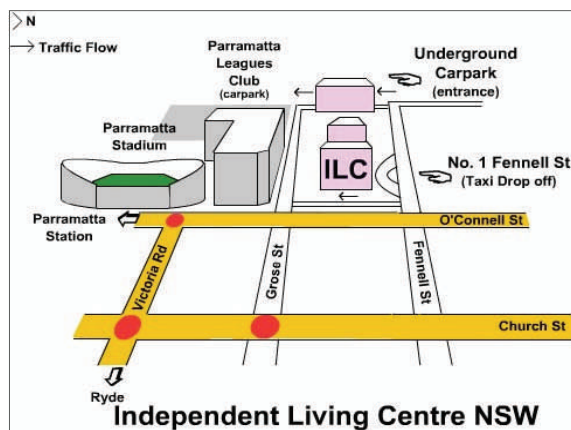 N
Traffic Flow
Parramatta
Leagues
Club
(carpark)
Underground
Carpark
(entrance)
Parramatta
Stadium
ILC
No. 1 Fennell St
(Taxi Drop off)
Parramatta
Station
O'Connell St
Victoria Rd
Grose St
Fennell St
Church St
Ryde
Independent Living Centre NSW